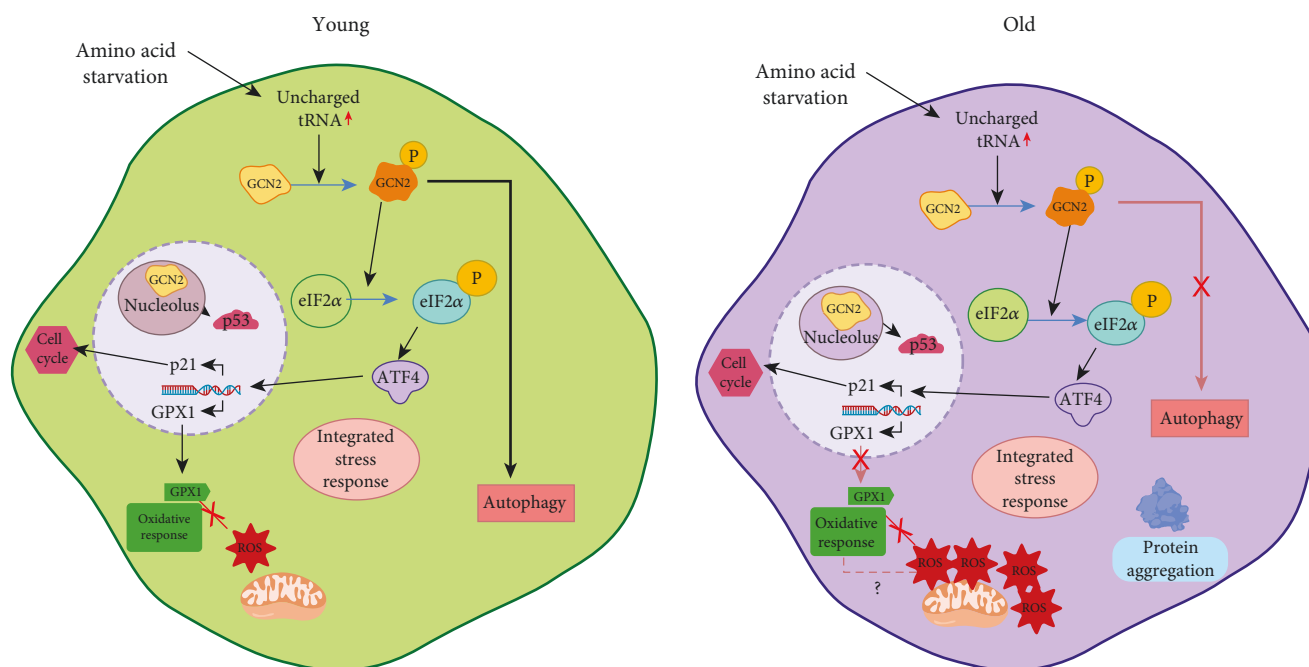 Young
Amino acid
starvation
Uncharged
tRNA
P
GCN2
GCN2
GCN2
Nucleolus
p53
eIF2α
eIF2α
P
Cell
cycle
p21
GPX1
ATF4
Integrated
stress
response
GPX1
Oxidative
response
ROS
Autophagy
Old
Amino acid
starvation
Uncharged
tRNA
P
GCN2
GCN2
GCN2
Nucleolus
p53
eIF2α
eIF2α
P
Cell
cycle
p21
GPX1
ATF4
Autophagy
Integrated
stress
response
GPX1
Oxidative
response
?
ROS
ROS
ROS
ROS
Protein
aggregation